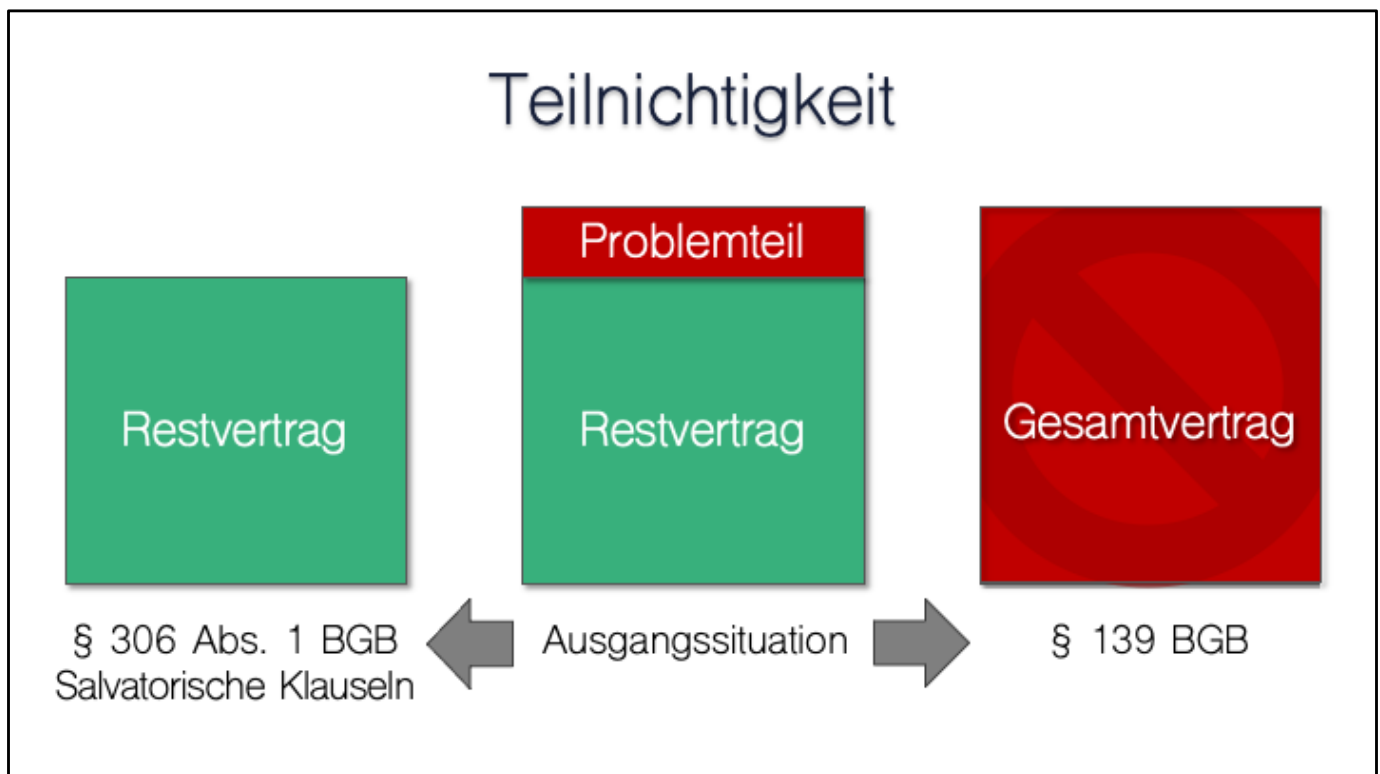 Teilnichtigkeit
Problemteil
Restvertrag
Restvertrag
Gesamtvertrag
§ 306 Abs. 1 BGB
Salvatorische Klauseln
Ausgangssituation
§ 139 BGB